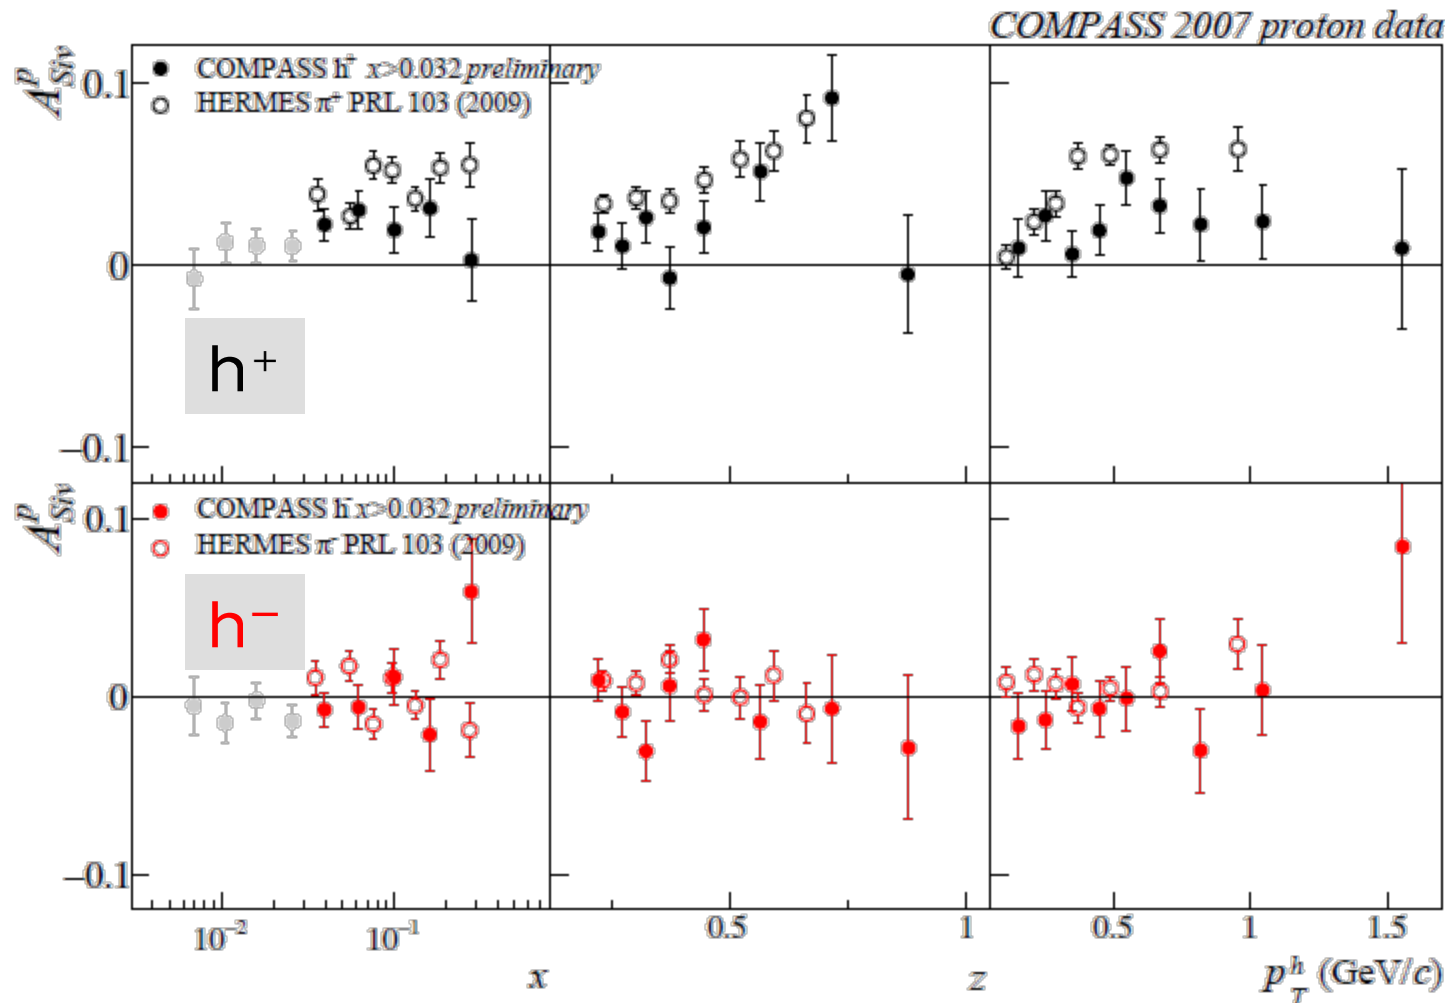 COMPASS 2007 proton data
A^p_Siv
0.1
0
–0.1
COMPASS h⁺ x>0.032 preliminary
HERMES π⁺ PRL 103 (2009)
h⁺
A^p_Siv
0.1
0
–0.1
COMPASS h⁻ x>0.032 preliminary
HERMES π⁻ PRL 103 (2009)
h⁻
10⁻² 10⁻¹ 0.5 1 0.5 1 1.5
x z p^h_T (GeV/c)